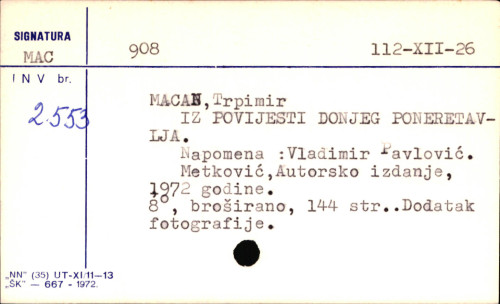 SIGNATURA
MAC 908 112-XII-26
INV br.
2.553
MACAN,Trpimir
IZ POVIJESTI DONJEG PONERETAV-
LJA.
Napomena :Vladimir Pavlović.
Metković,Autorsko izdanje,
1972 godine.
8°, broširano, 144 str..Dodatak
fotografije.
„NN" (35) UT-XI/11—13
„ŠK" — 667 - 1972.